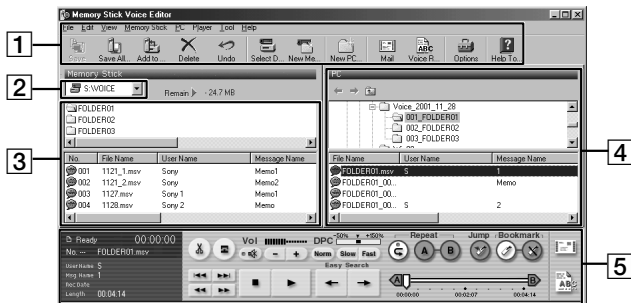 Memory Stick Voice Editor
File Edit View Memory Stick PC Player Tool Help
1
Save Save All... Add to ... Delete Undo Select D... New Me... New PC... Mail Voice R... Options Help To...
Memory Stick
PC
2
S:\VOICE
Remain - 24.7 MB
FOLDER01
FOLDER02
FOLDER03
Voice_2001_11_28
001_FOLDER01
002_FOLDER02
003_FOLDER03
3
4
No. File Name User Name Message Name
001 1121_1.msv Sony Memo1
002 1121_2.msv Sony Memo2
003 1127.msv Sony 1 Memo1
004 1128.msv Sony 2 Memo
File Name User Name Message Name
FOLDER01.msv S 1
FOLDER01_00... Memo
FOLDER01_00...
FOLDER01_00... S 2
Ready 00:00:00
No. --- FOLDER01.msv
UserName S
Msg Name 1
Rec Date
Length 00:04:14
Vol
DPC -50% +150%
Norm Slow Fast
Easy Search
Repeat
A B
Jump
Bookmark
A B
00:00:00 00:02:07 00:04:14
ABC
5